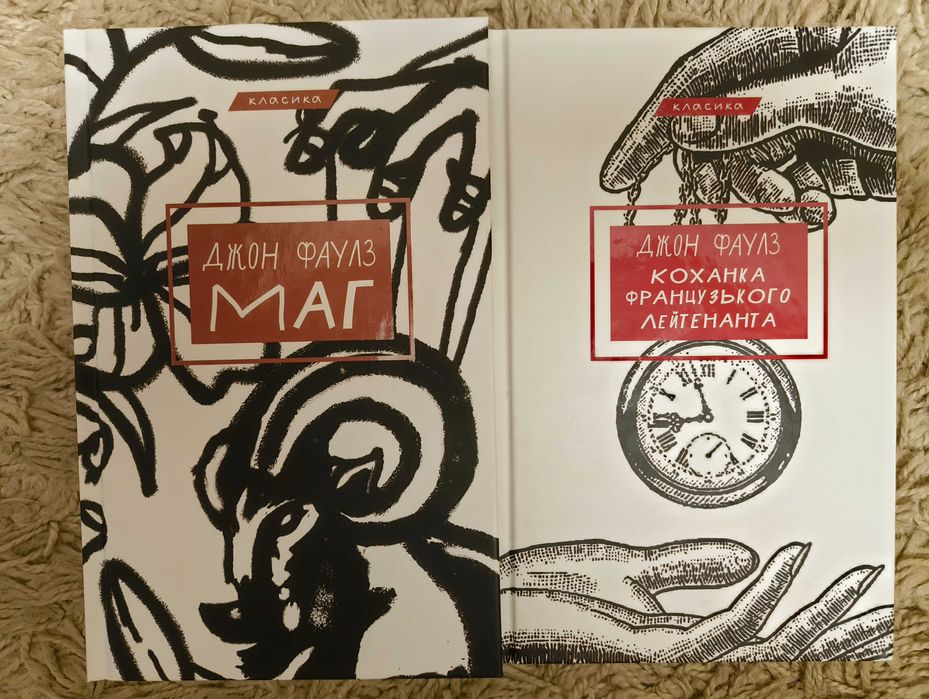 класика
ДЖОН ФАУЛЗ
МАГ
класика
ДЖОН ФАУЛЗ
КОХАНКА
ФРАНЦУЗЬКОГО
ЛЕЙТЕНАНТА